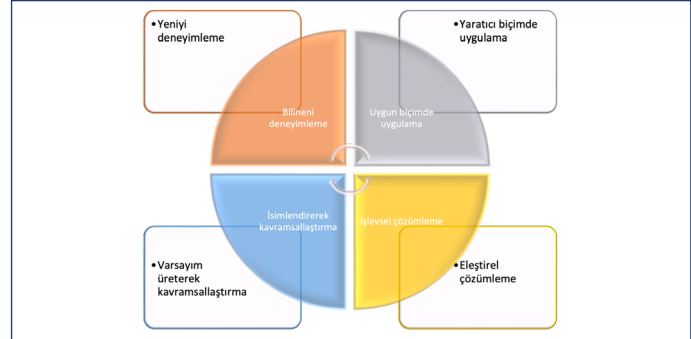 •Yeniyi
deneyimleme
•Yaratıcı biçimde
uygulama
Bilineni
deneyimleme
Uygun biçimde
uygulama
İsimlendirerek
kavramsallaştırma
İşlevsel çözümleme
•Varsayım
üreterek
kavramsallaştırma
•Eleştirel
çözümleme